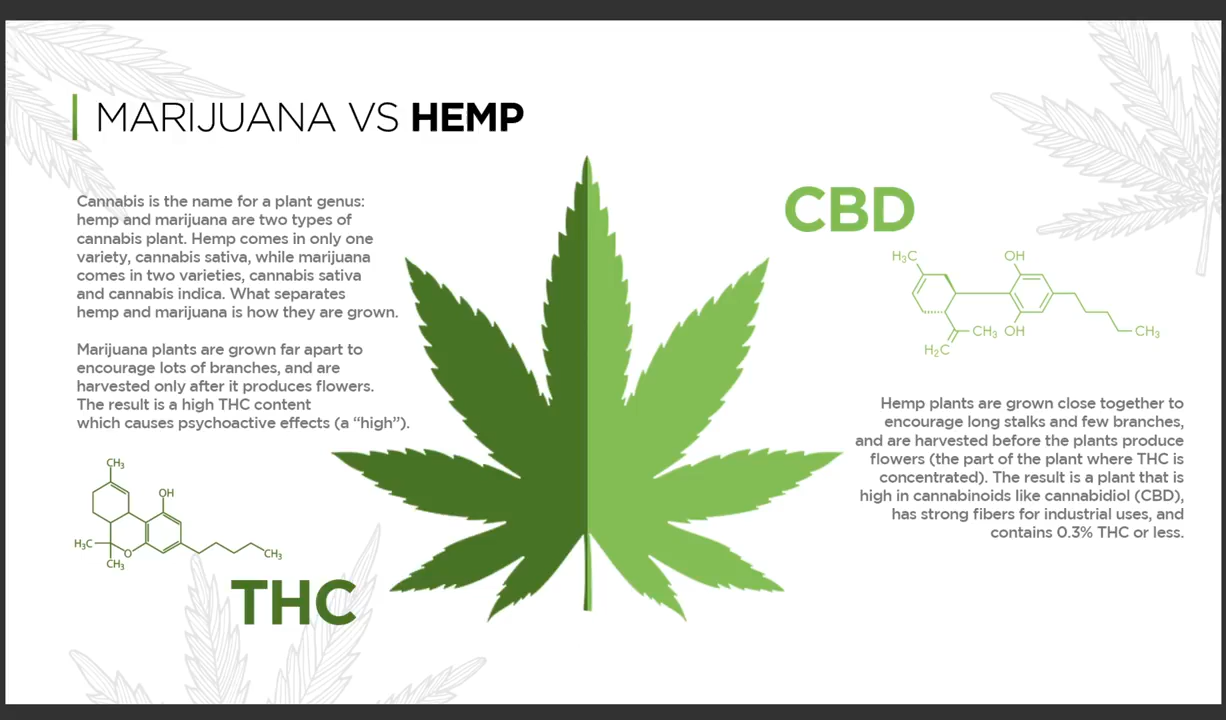 MARIJUANA VS HEMP
Cannabis is the name for a plant genus:
hemp and marijuana are two types of
cannabis plant. Hemp comes in only one
variety, cannabis sativa, while marijuana
comes in two varieties, cannabis sativa
and cannabis indica. What separates
hemp and marijuana is how they are grown.
Marijuana plants are grown far apart to
encourage lots of branches, and are
harvested only after it produces flowers.
The result is a high THC content
which causes psychoactive effects (a “high”).
CH₃
OH
H₃C
O
CH₃
CH₃
THC
CBD
H₃C
OH
CH₃
OH
CH₃
H₂C
Hemp plants are grown close together to
encourage long stalks and few branches,
and are harvested before the plants produce
flowers (the part of the plant where THC is
concentrated). The result is a plant that is
high in cannabinoids like cannabidiol (CBD),
has strong fibers for industrial uses, and
contains 0.3% THC or less.